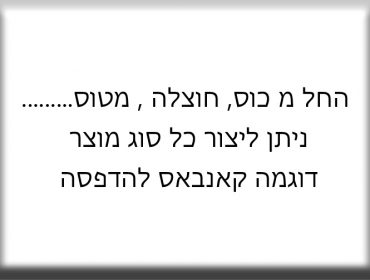 החל מ כוס, חוצלה , מטוס.........
ניתן ליצור כל סוג מוצר
דוגמה קאנבאס להדפסה